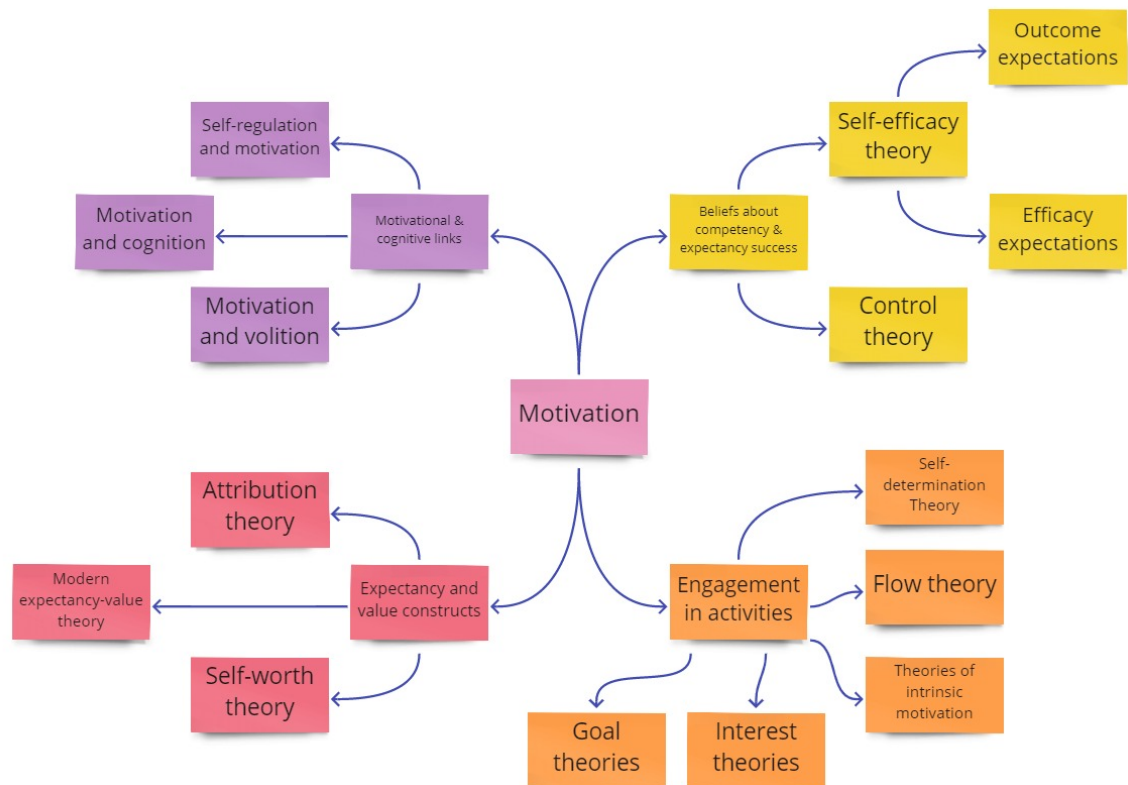 Outcome
expectations
Self-efficacy
theory
Efficacy
expectations
Beliefs about
competency &
expectancy success
Control
theory
Self-regulation
and motivation
Motivation
and cognition
Motivational &
cognitive links
Motivation
and volition
Motivation
Attribution
theory
Modern
expectancy-value
theory
Expectancy and
value constructs
Self-worth
theory
Engagement
in activities
Self-
determination
Theory
Flow theory
Theories of
intrinsic
motivation
Goal
theories
Interest
theories